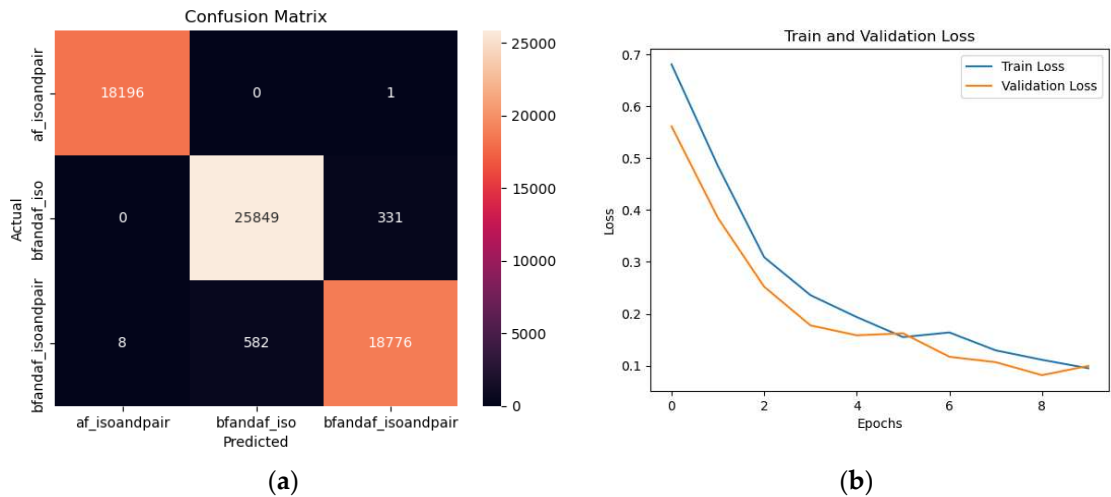 Confusion Matrix
af_isoandpair
bfandaf_iso
bfandaf_isoandpair
Actual
18196 0 1
0 25849 331
8 582 18776
af_isoandpair bfandaf_iso bfandaf_isoandpair
Predicted
25000
20000
15000
10000
5000
0
(a)
Train and Validation Loss
Train Loss
Validation Loss
Loss
0.7
0.6
0.5
0.4
0.3
0.2
0.1
0 2 4 6 8
Epochs
(b)